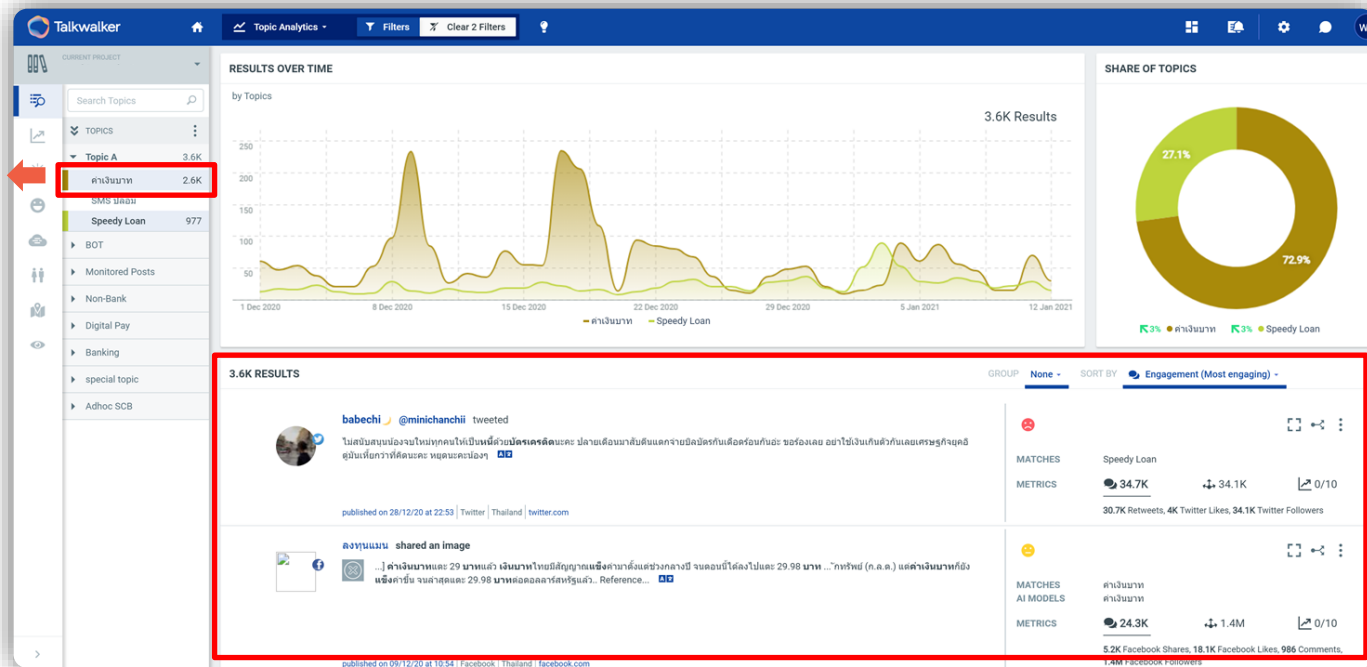 Talkwalker
Topic Analytics
Filters
Clear 2 Filters
W
CURRENT PROJECT
Search Topics
TOPICS
Topic A 3.6K
ค่าเงินบาท 2.6K
SMS ปลอม
Speedy Loan 977
BOT
Monitored Posts
Non-Bank
Digital Pay
Banking
special topic
Adhoc SCB
RESULTS OVER TIME
by Topics
3.6K Results
250
200
150
100
50
1 Dec 2020 8 Dec 2020 15 Dec 2020 22 Dec 2020 29 Dec 2020 5 Jan 2021 12 Jan 2021
ค่าเงินบาท Speedy Loan
SHARE OF TOPICS
27.1%
72.9%
3% ค่าเงินบาท 3% Speedy Loan
3.6K RESULTS
GROUP None SORT BY Engagement (Most engaging)
babechi @minichanchii tweeted
ไม่สนับสนุนน้องจบใหม่ทุกคนให้เป็นหนี้ด้วยบัตรเครดิตนะคะ ปลายเดือนมาสับตีนแตกจ่ายบิลบัตรกันเดือดร้อนกันอ่ะ ขอร้องเลย อย่าใช้เงินเกินตัวกันเลยเศรษฐกิจยุคอิ
ตู่มันเหี้ยกว่าที่คิดนะคะ หยุดนะคะน้องๆ
published on 28/12/20 at 22:53 | Twitter | Thailand | twitter.com
MATCHES Speedy Loan
METRICS 34.7K 34.1K 0/10
30.7K Retweets, 4K Twitter Likes, 34.1K Twitter Followers
ลงทุนแมน shared an image
...] ค่าเงินบาทแตะ 29 บาทแล้ว เงินบาทไทยมีสัญญาณแข็งค่ามาตั้งแต่ช่วงกลางปี จนตอนนี้ได้ลงไปแตะ 29.98 บาท ...ักทรัพย์ (ก.ล.ต.) แต่ค่าเงินบาทก็ยัง
แข็งค่าขึ้น จนล่าสุดแตะ 29.98 บาทต่อดอลลาร์สหรัฐแล้ว.. Reference...
published on 09/12/20 at 10:54 | Facebook | Thailand | facebook.com
MATCHES ค่าเงินบาท
AI MODELS ค่าเงินบาท
METRICS 24.3K 1.4M 0/10
5.2K Facebook Shares, 18.1K Facebook Likes, 986 Comments,
1.4M Facebook Followers